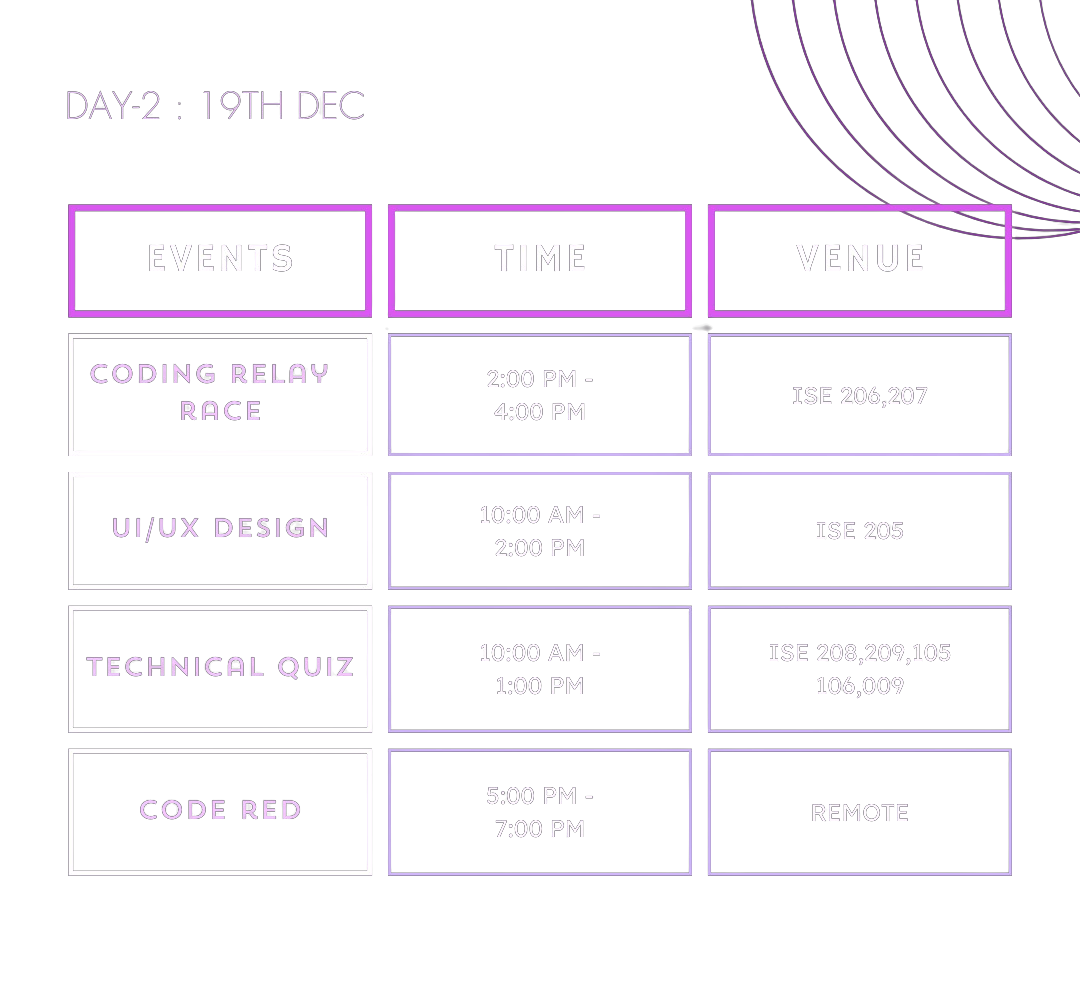 DAY-2 : 19TH DEC
EVENTS TIME VENUE
CODING RELAY
RACE
2:00 PM -
4:00 PM
ISE 206,207
UI/UX DESIGN
10:00 AM -
2:00 PM
ISE 205
TECHNICAL QUIZ
10:00 AM -
1:00 PM
ISE 208,209,105
106,009
CODE RED
5:00 PM -
7:00 PM
REMOTE